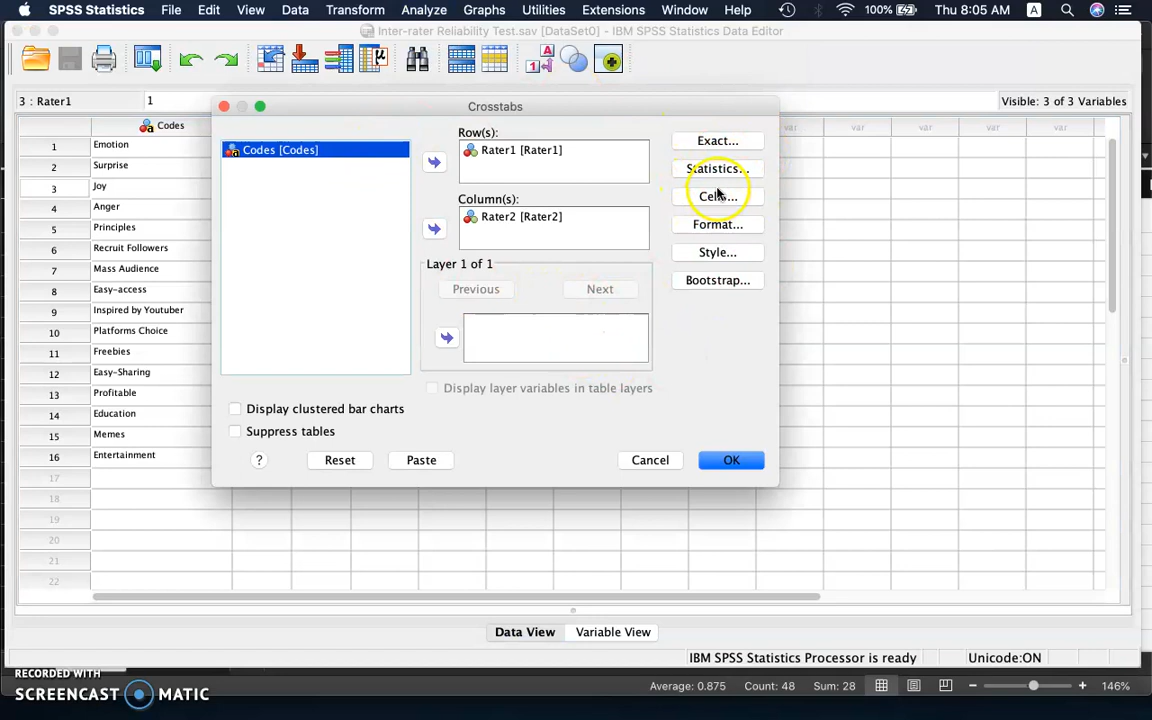 SPSS Statistics File Edit View Data Transform Analyze Graphs Utilities Extensions Window Help 100% Thu 8:05 AM A
Inter-rater Reliability Test.sav [DataSet0] - IBM SPSS Statistics Data Editor
3 : Rater1 1 Visible: 3 of 3 Variables
Codes var var var var
1 Emotion
2 Surprise
3 Joy
4 Anger
5 Principles
6 Recruit Followers
7 Mass Audience
8 Easy-access
9 Inspired by Youtuber
10 Platforms Choice
11 Freebies
12 Easy-Sharing
13 Profitable
14 Education
15 Memes
16 Entertainment
17
18
19
20
21
22
Crosstabs
Codes [Codes]
Row(s):
Rater1 [Rater1]
Column(s):
Rater2 [Rater2]
Layer 1 of 1
Previous Next
Display layer variables in table layers
Exact...
Statistics...
Format...
Style...
Bootstrap...
Display clustered bar charts
Suppress tables
? Reset Paste Cancel OK
Data View Variable View
IBM SPSS Statistics Processor is ready Unicode:ON
RECORDED WITH
SCREENCAST MATIC
Average: 0.875 Count: 48 Sum: 28 146%